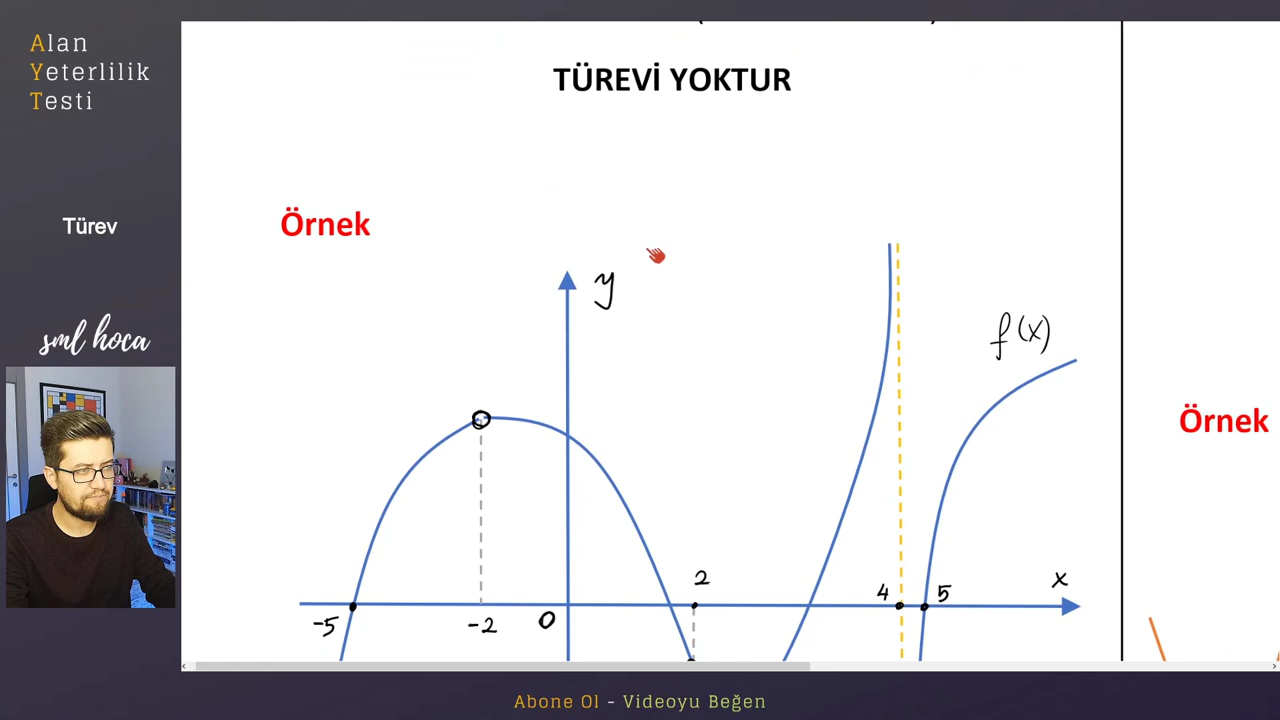 Alan
Yeterlilik
Testi
Türev
sml hoca
TÜREVİ YOKTUR
Örnek
y
f(x)
Örnek
2
4
5
x
-5
-2
0
Abone Ol - Videoyu Beğen